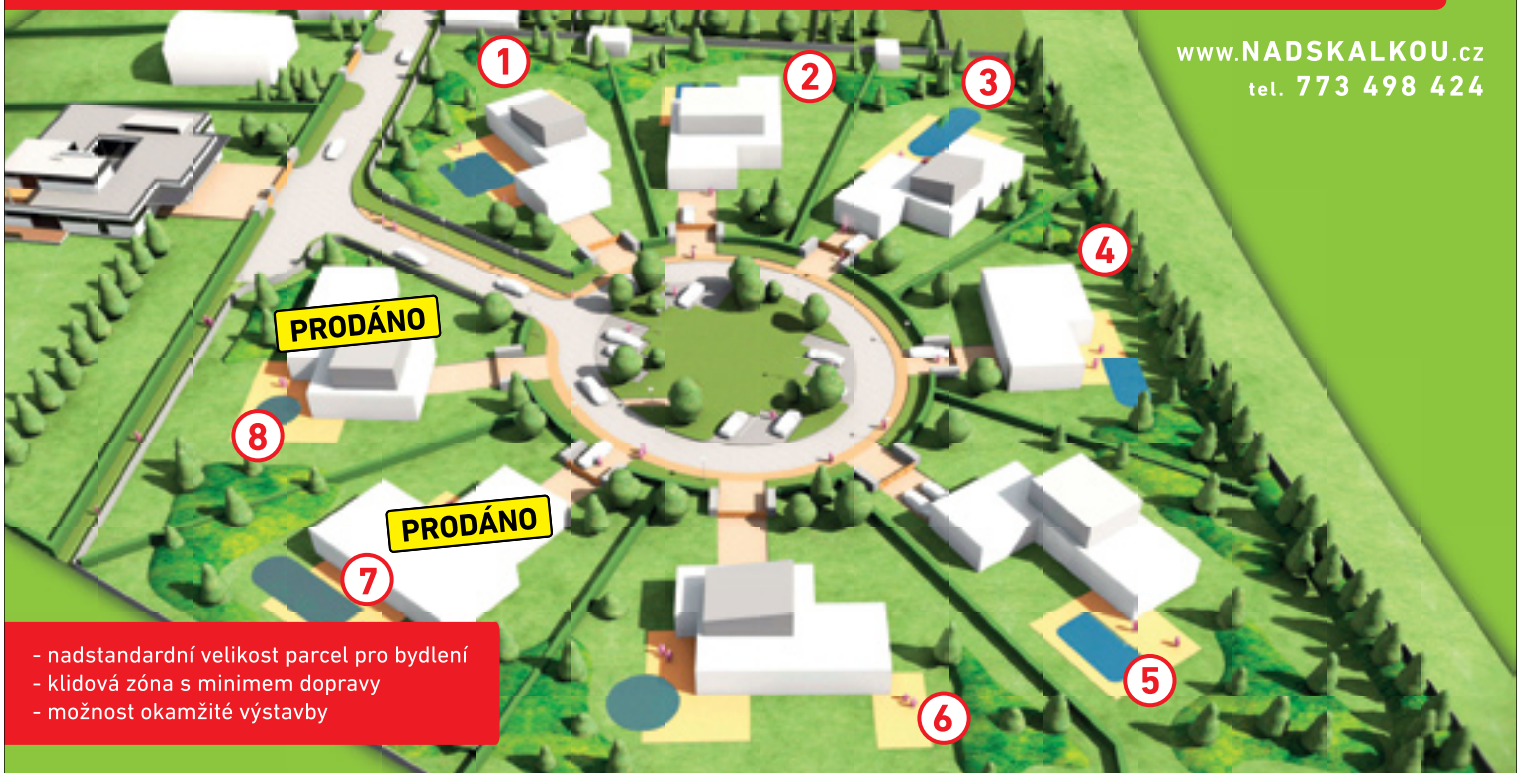 www.NADSKALKOU.cz
tel. 773 498 424
1
2
3
4
PRODÁNO
8
PRODÁNO
7
5
6
- nadstandardní velikost parcel pro bydlení
- klidová zóna s minimem dopravy
- možnost okamžité výstavby